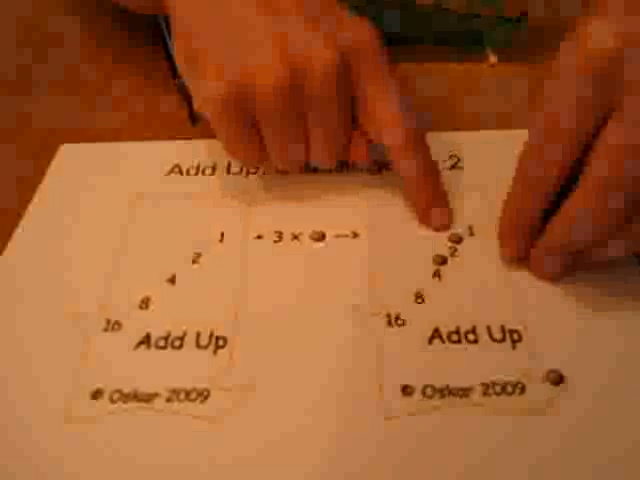 Add Up, 2
1 + 3 × → 1
2 2
4 4
8 8
16 16
Add Up Add Up
© Oskar 2009 © Oskar 2009